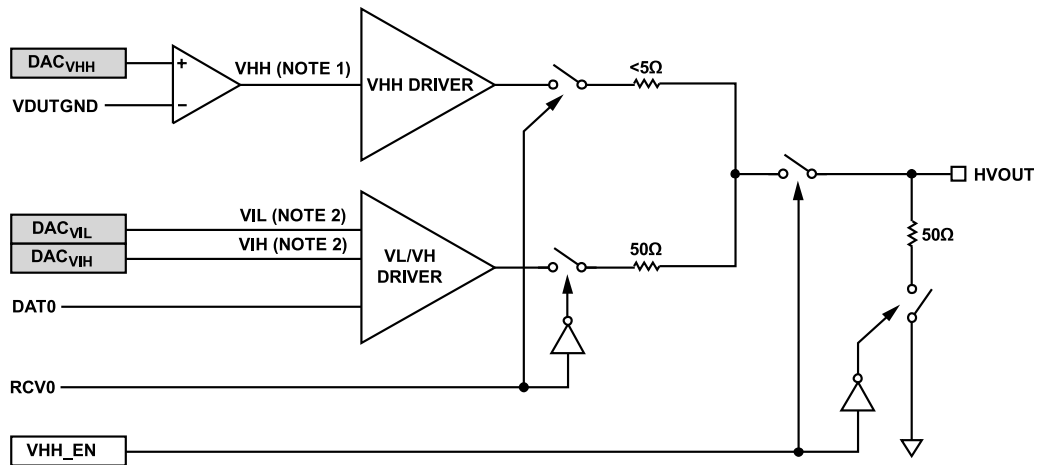 DACVHH
VDUTGND
+
−
VHH (NOTE 1)
VHH DRIVER
<5Ω
HVOUT
DACVIL
DACVIH
VIL (NOTE 2)
VIH (NOTE 2)
VL/VH
DRIVER
50Ω
50Ω
DAT0
RCV0
VHH_EN